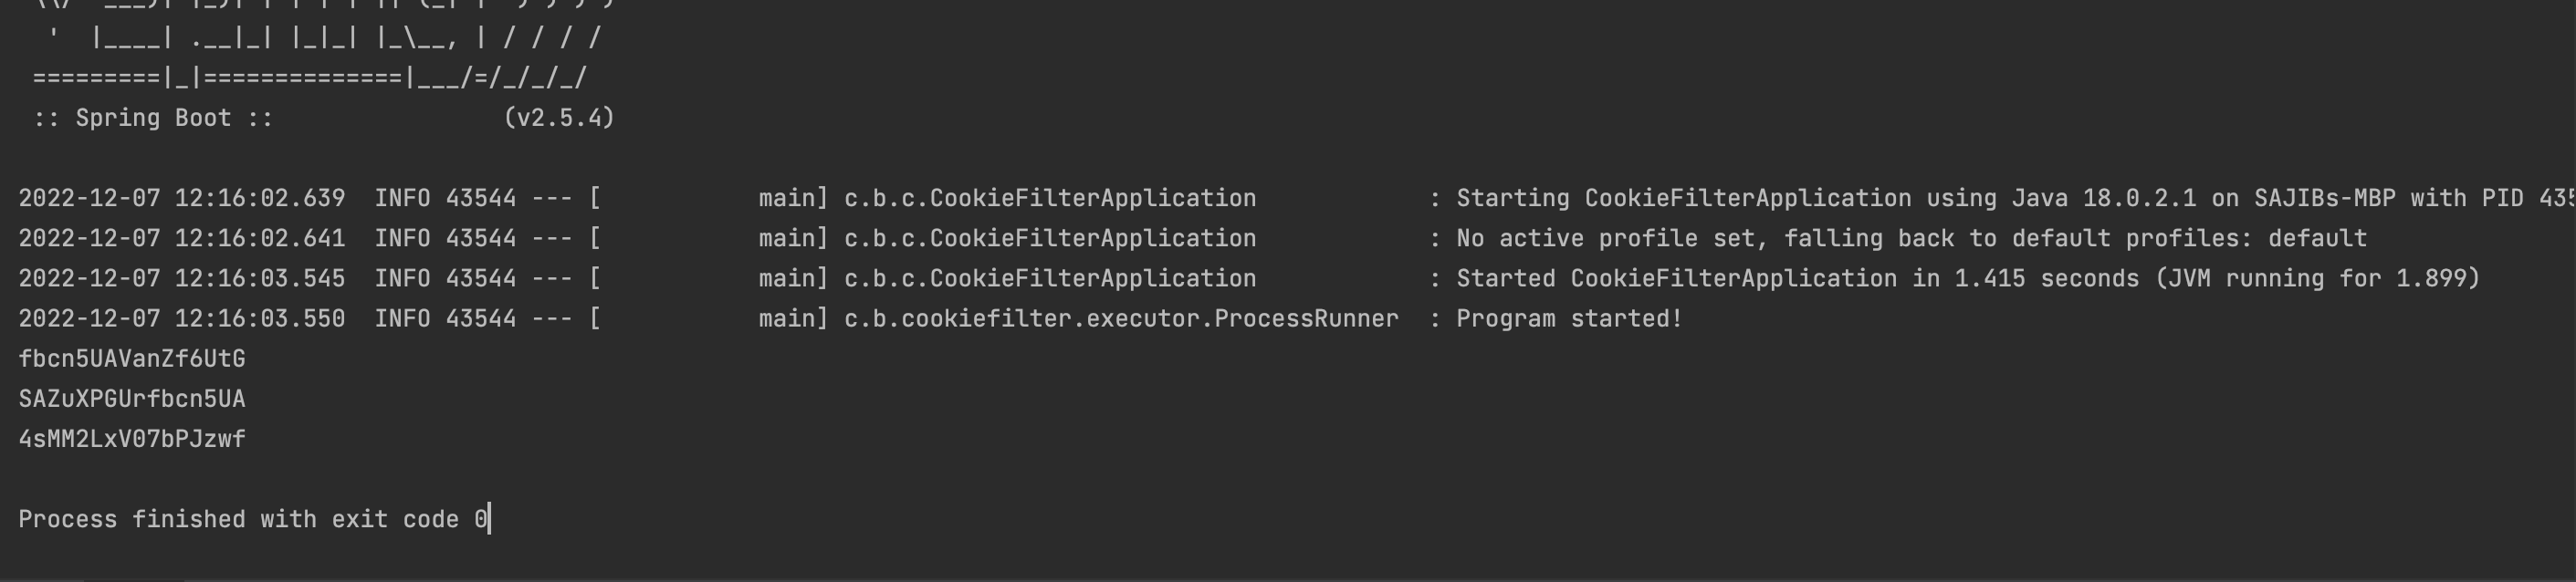 '  |____| .__|_| |_|_| |_\__, | / / / /
=========|_|==============|___/=/_/_/_/
:: Spring Boot ::                (v2.5.4)
2022-12-07 12:16:02.639  INFO 43544 --- [           main] c.b.c.CookieFilterApplication            : Starting CookieFilterApplication using Java 18.0.2.1 on SAJIBs-MBP with PID
2022-12-07 12:16:02.641  INFO 43544 --- [           main] c.b.c.CookieFilterApplication            : No active profile set, falling back to default profiles: default
2022-12-07 12:16:03.545  INFO 43544 --- [           main] c.b.c.CookieFilterApplication            : Started CookieFilterApplication in 1.415 seconds (JVM running for 1.899)
2022-12-07 12:16:03.550  INFO 43544 --- [           main] c.b.cookiefilter.executor.ProcessRunner  : Program started!
fbcn5UAVanZf6UtG
SAZuXPGUrfbcn5UA
4sMM2LxV07bPJzwf
Process finished with exit code 0